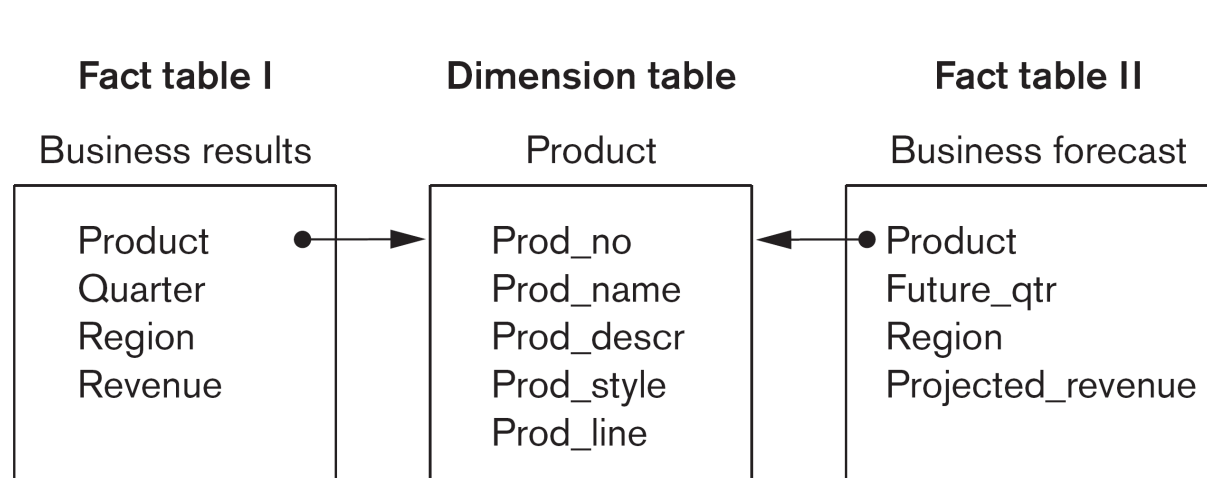 Fact table I
Business results
Product
Quarter
Region
Revenue
Dimension table
Product
Prod_no
Prod_name
Prod_descr
Prod_style
Prod_line
Fact table II
Business forecast
Product
Future_qtr
Region
Projected_revenue